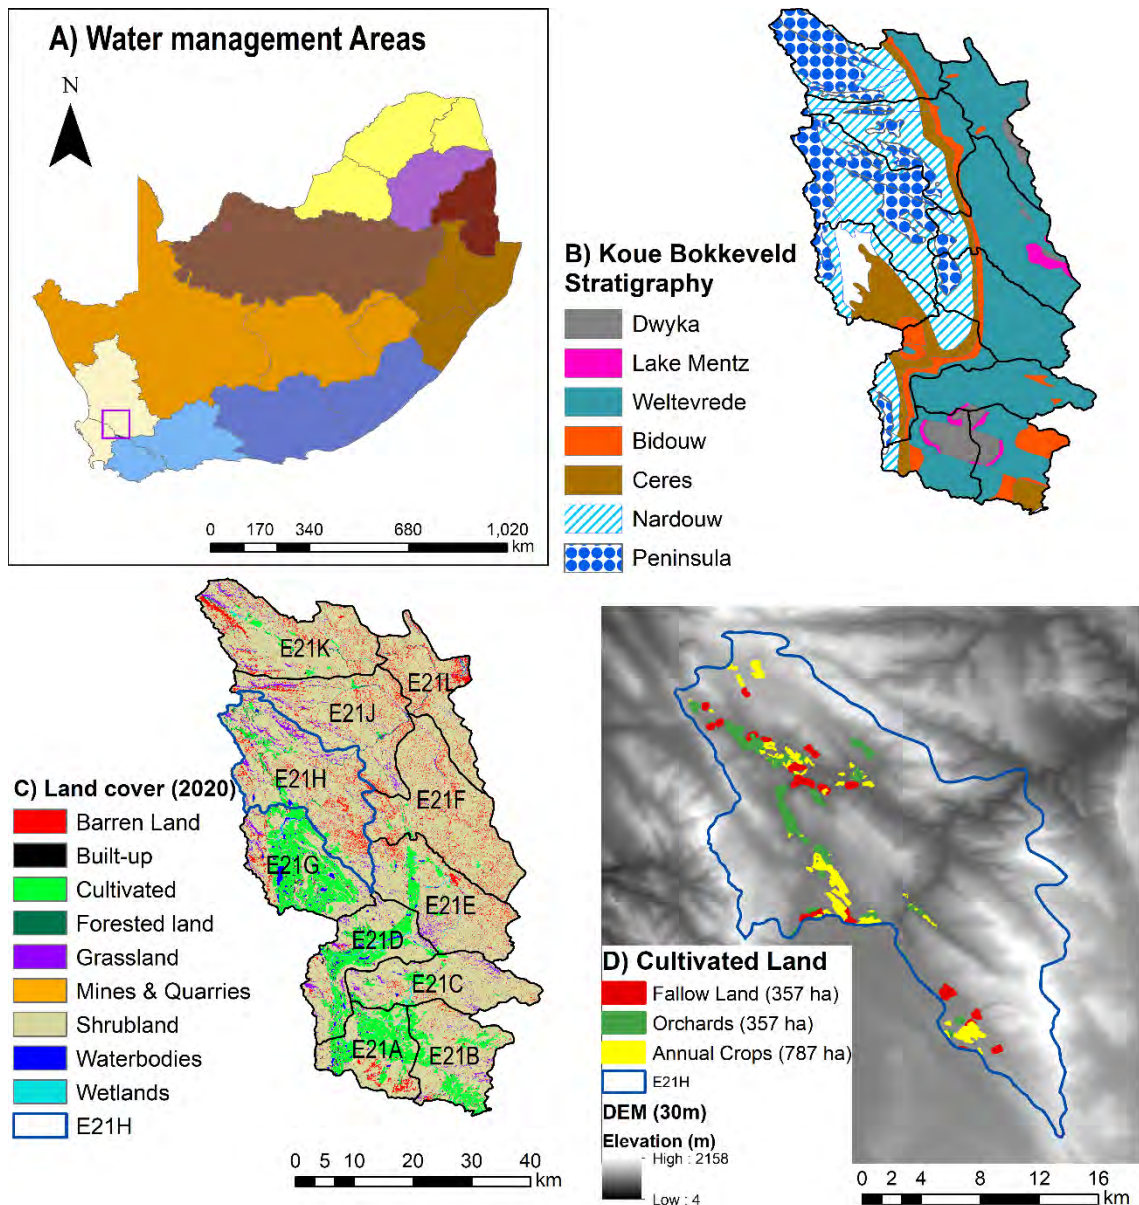 A) Water management Areas
N
0 170 340 680 1,020
km
B) Koue Bokkeveld
Stratigraphy
Dwyka
Lake Mentz
Weltevrede
Bidouw
Ceres
Nardouw
Peninsula
E21K
E21I
E21J
E21H
E21F
E21G
E21E
E21D
E21C
E21A
E21B
C) Land cover (2020)
Barren Land
Built-up
Cultivated
Forested land
Grassland
Mines & Quarries
Shrubland
Waterbodies
Wetlands
E21H
0 5 10 20 30 40
km
D) Cultivated Land
Fallow Land (357 ha)
Orchards (357 ha)
Annual Crops (787 ha)
E21H
DEM (30m)
Elevation (m)
High : 2158
Low : 4
0 2 4 8 12 16
km